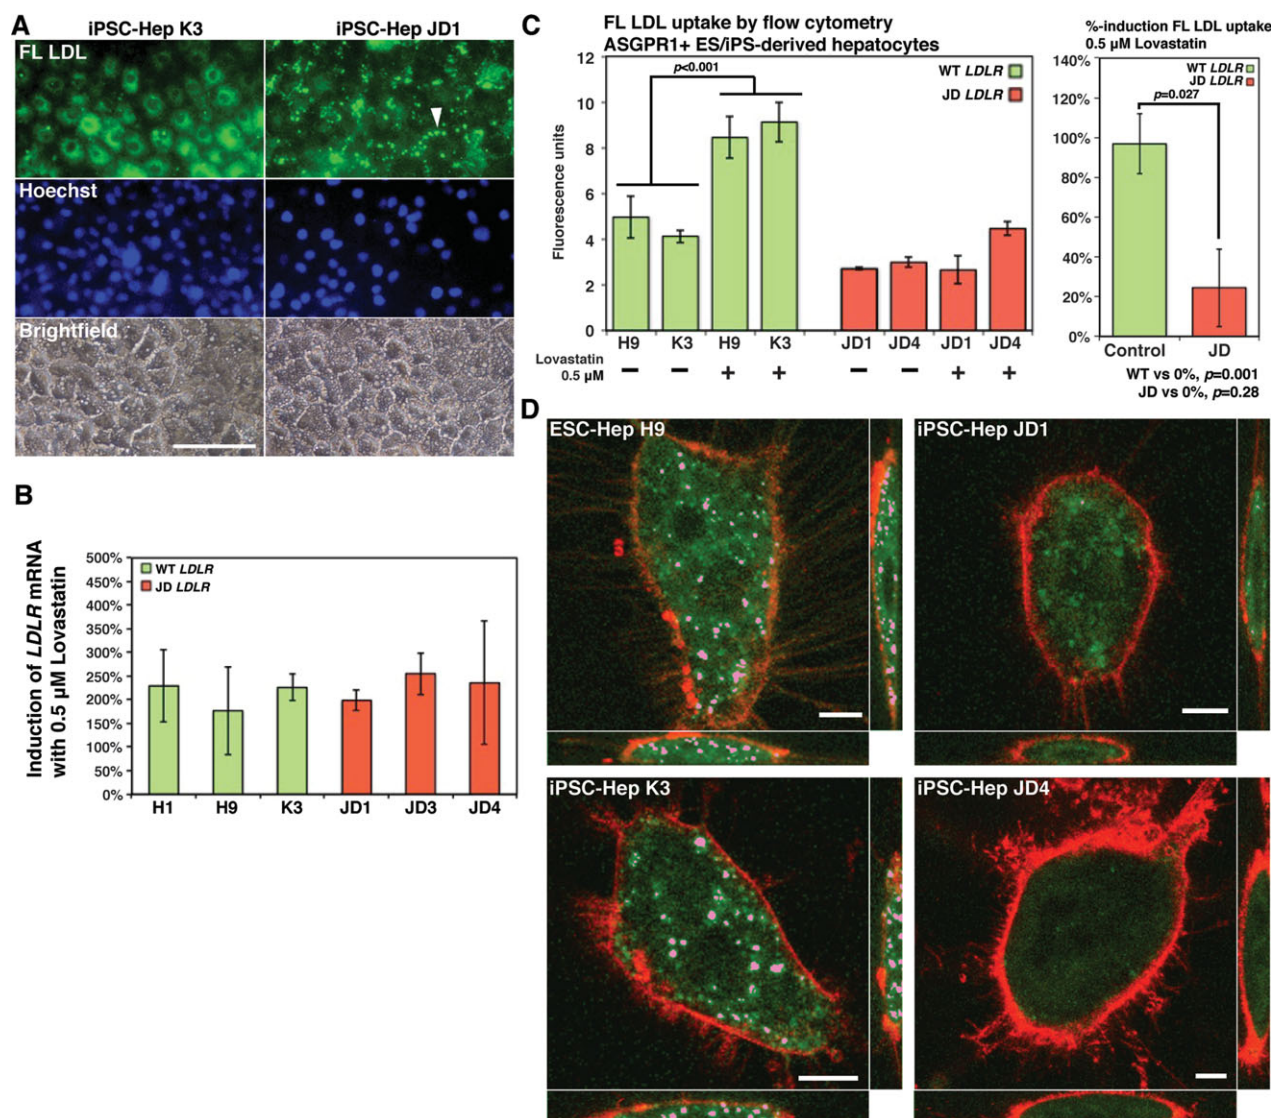 A
iPSC-Hep K3
iPSC-Hep JD1
FL LDL
Hoechst
Brightfield
B
Induction of LDLR mRNA
with 0.5 µM Lovastatin
500%
450%
400%
350%
300%
250%
200%
150%
100%
50%
0%
WT LDLR
JD LDLR
H1 H9 K3 JD1 JD3 JD4
C
FL LDL uptake by flow cytometry
ASGPR1+ ES/iPS-derived hepatocytes
Fluorescence units
12
10
8
6
4
2
0
p<0.001
WT LDLR
JD LDLR
H9 K3 H9 K3 JD1 JD4 JD1 JD4
Lovastatin
0.5 µM
− − + + − − + +
%-induction FL LDL uptake
0.5 µM Lovastatin
140%
120%
100%
80%
60%
40%
20%
0%
WT LDLR
JD LDLR
p=0.027
Control JD
WT vs 0%, p=0.001
JD vs 0%, p=0.28
D
ESC-Hep H9
iPSC-Hep JD1
iPSC-Hep K3
iPSC-Hep JD4